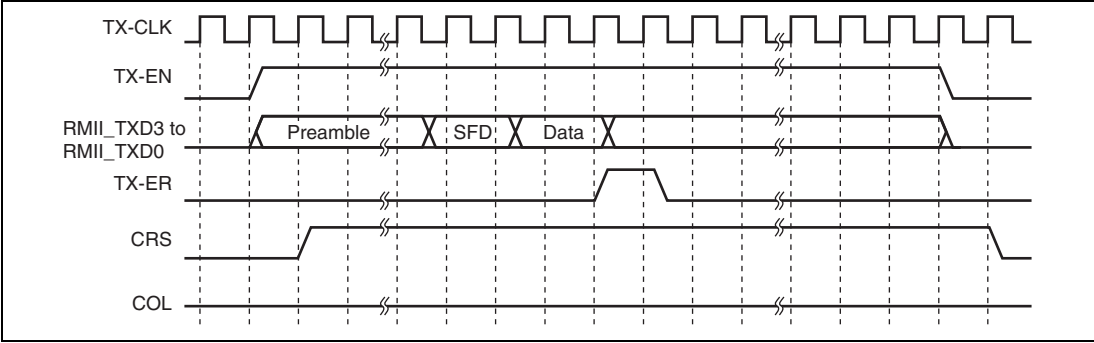 TX-CLK
TX-EN
RMII_TXD3 to
RMII_TXD0
Preamble
SFD
Data
TX-ER
CRS
COL